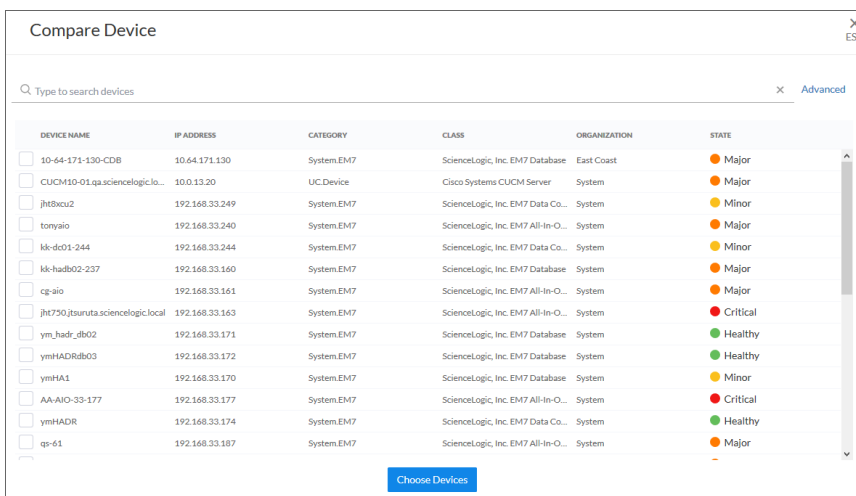 Compare Device
ES
Type to search devices Advanced
DEVICE NAME IP ADDRESS CATEGORY CLASS ORGANIZATION STATE
10-64-171-130-CDB 10.64.171.130 System.EM7 ScienceLogic, Inc. EM7 Database East Coast Major
CUCM10-01.qa.sciencelogic.lo... 10.0.13.20 UC.Device Cisco Systems CUCM Server System Major
jht8xcu2 192.168.33.249 System.EM7 ScienceLogic, Inc. EM7 Data Co... System Minor
tonyaio 192.168.33.240 System.EM7 ScienceLogic, Inc. EM7 All-In-O... System Major
kk-dc01-244 192.168.33.244 System.EM7 ScienceLogic, Inc. EM7 Data Co... System Minor
kk-hadb02-237 192.168.33.160 System.EM7 ScienceLogic, Inc. EM7 Database System Major
cg-aio 192.168.33.161 System.EM7 ScienceLogic, Inc. EM7 All-In-O... System Major
jht750.jtsuruta.sciencelogic.local 192.168.33.163 System.EM7 ScienceLogic, Inc. EM7 All-In-O... System Critical
ym_hadr_db02 192.168.33.171 System.EM7 ScienceLogic, Inc. EM7 Database System Healthy
ymHADRdb03 192.168.33.172 System.EM7 ScienceLogic, Inc. EM7 Database System Healthy
ymHA1 192.168.33.170 System.EM7 ScienceLogic, Inc. EM7 Database System Minor
AA-AIO-33-177 192.168.33.177 System.EM7 ScienceLogic, Inc. EM7 All-In-O... System Critical
ymHADR 192.168.33.174 System.EM7 ScienceLogic, Inc. EM7 Data Co... System Healthy
qs-61 192.168.33.187 System.EM7 ScienceLogic, Inc. EM7 All-In-O... System Major
Choose Devices